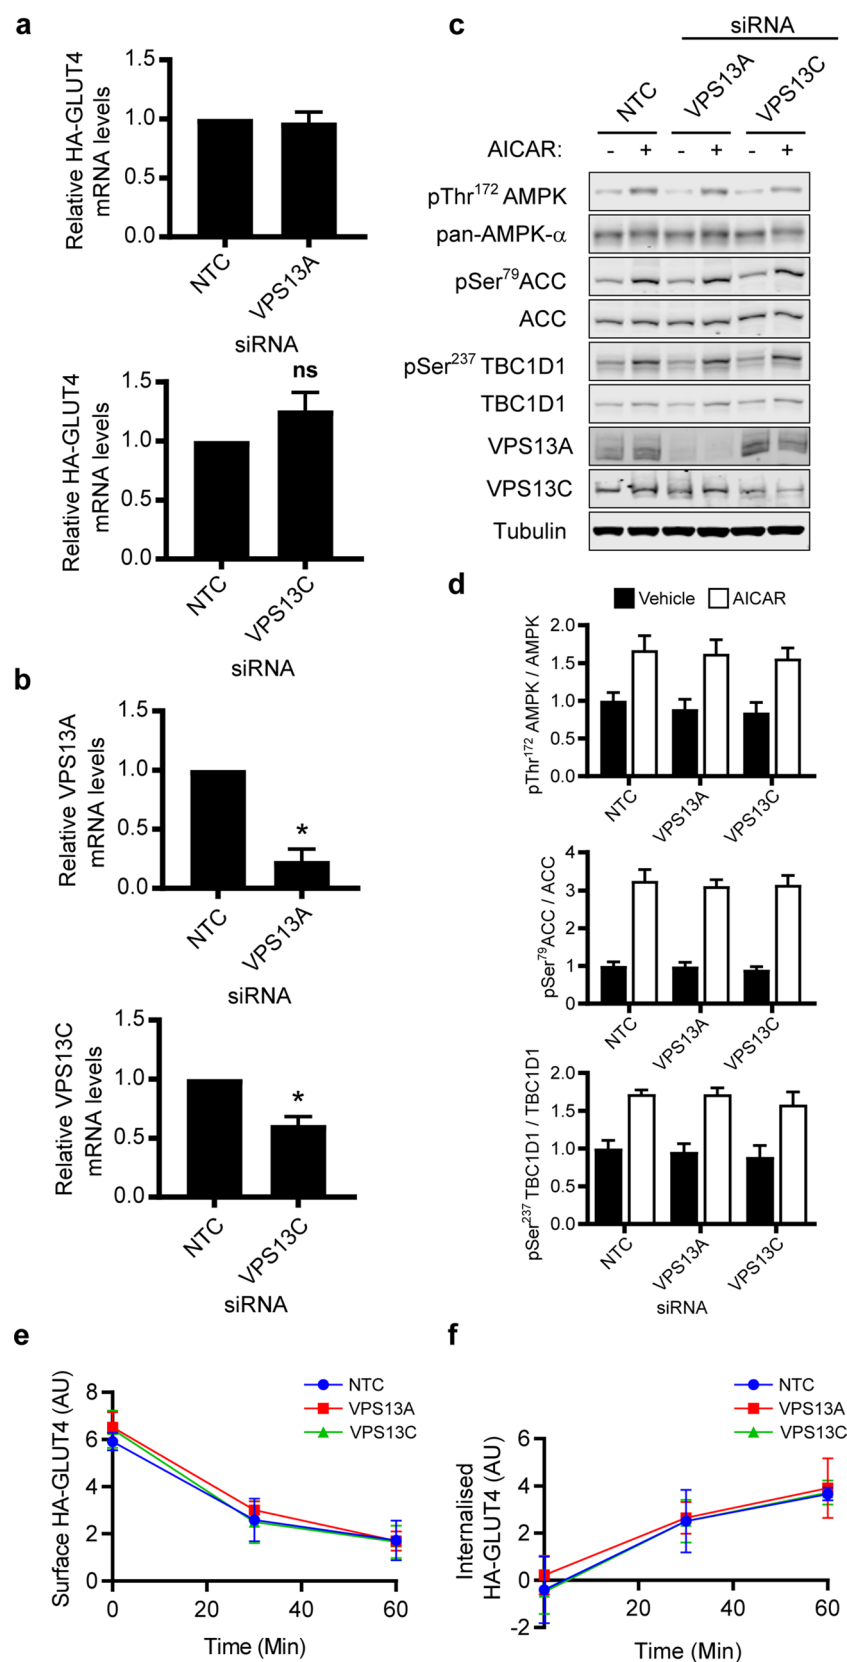 a
Relative HA-GLUT4
mRNA levels
1.5
1.0
0.5
0.0
NTC
VPS13A
siRNA
Relative HA-GLUT4
mRNA levels
1.5
1.0
0.5
0.0
ns
NTC
VPS13C
siRNA
b
Relative VPS13A
mRNA levels
1.5
1.0
0.5
0.0
*
NTC
VPS13A
siRNA
Relative VPS13C
mRNA levels
1.5
1.0
0.5
0.0
*
NTC
VPS13C
siRNA
c
siRNA
NTC
VPS13A
VPS13C
AICAR: - + - + - +
pThr¹⁷² AMPK
pan-AMPK-α
pSer⁷⁹ACC
ACC
pSer²³⁷ TBC1D1
TBC1D1
VPS13A
VPS13C
Tubulin
d
Vehicle AICAR
pThr¹⁷² AMPK / AMPK
2.0
1.5
1.0
0.5
0.0
NTC
VPS13A
VPS13C
pSer⁷⁹ACC / ACC
4
3
2
1
0
NTC
VPS13A
VPS13C
pSer²³⁷ TBC1D1 / TBC1D1
2.0
1.5
1.0
0.5
0.0
NTC
VPS13A
VPS13C
siRNA
e
NTC
VPS13A
VPS13C
Surface HA-GLUT4 (AU)
8
6
4
2
0
0 20 40 60
Time (Min)
f
NTC
VPS13A
VPS13C
Internalised
HA-GLUT4 (AU)
6
4
2
0
-2
20 40 60
Time (Min)